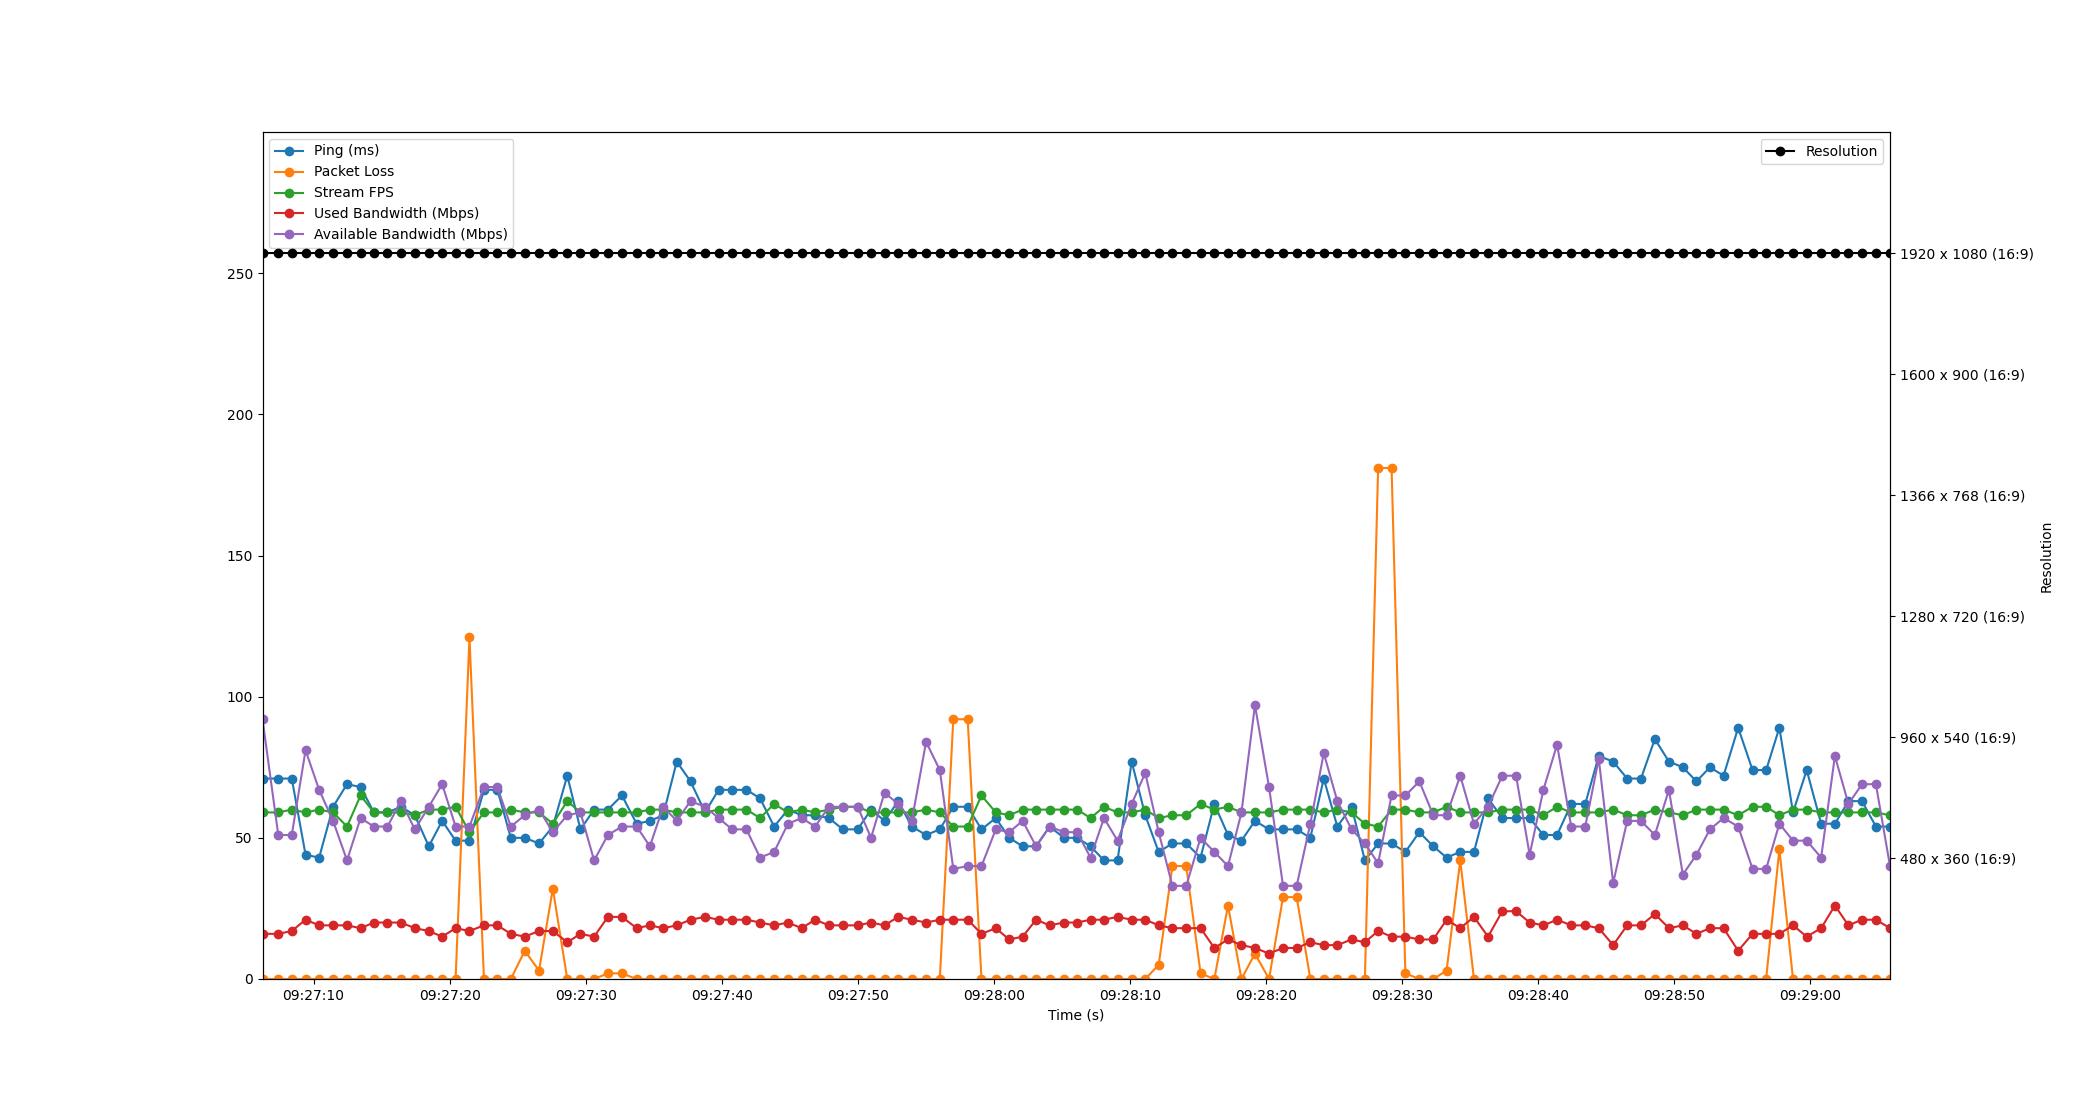 Ping (ms)
Packet Loss
Stream FPS
Used Bandwidth (Mbps)
Available Bandwidth (Mbps)
Resolution
250
200
150
100
50
0
1920 x 1080 (16:9)
1600 x 900 (16:9)
1366 x 768 (16:9)
1280 x 720 (16:9)
960 x 540 (16:9)
480 x 360 (16:9)
Resolution
09:27:10
09:27:20
09:27:30
09:27:40
09:27:50
09:28:00
09:28:10
09:28:20
09:28:30
09:28:40
09:28:50
09:29:00
Time (s)